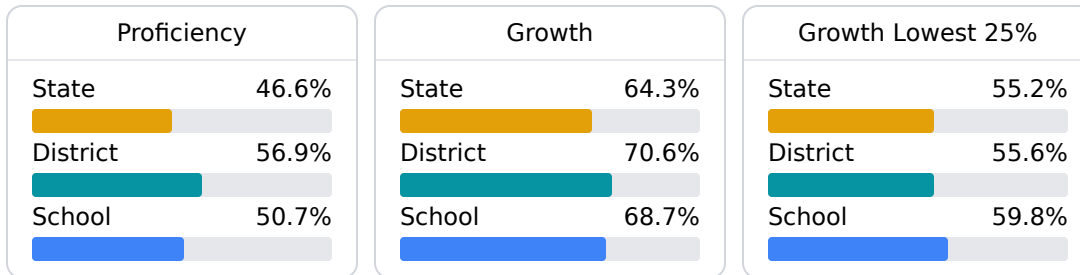 Proficiency
State 46.6%
District 56.9%
School 50.7%
Growth
State 64.3%
District 70.6%
School 68.7%
Growth Lowest 25%
State 55.2%
District 55.6%
School 59.8%